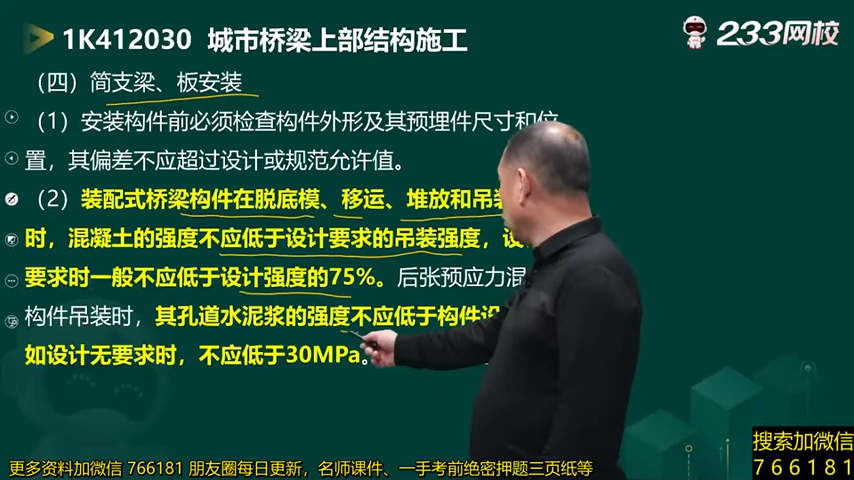 1K412030 城市桥梁上部结构施工
233网校
（四）简支梁、板安装
（1）安装构件前必须检查构件外形及其预埋件尺寸和位
置，其偏差不应超过设计或规范允许值。
（2）装配式桥梁构件在脱底模、移运、堆放和吊装
时，混凝土的强度不应低于设计要求的吊装强度，设
要求时一般不应低于设计强度的75%。后张预应力混
构件吊装时，其孔道水泥浆的强度不应低于构件设
如设计无要求时，不应低于30MPa。
搜索加微信
766181
更多资料加微信 766181 朋友圈每日更新，名师课件、一手考前绝密押题三页纸等